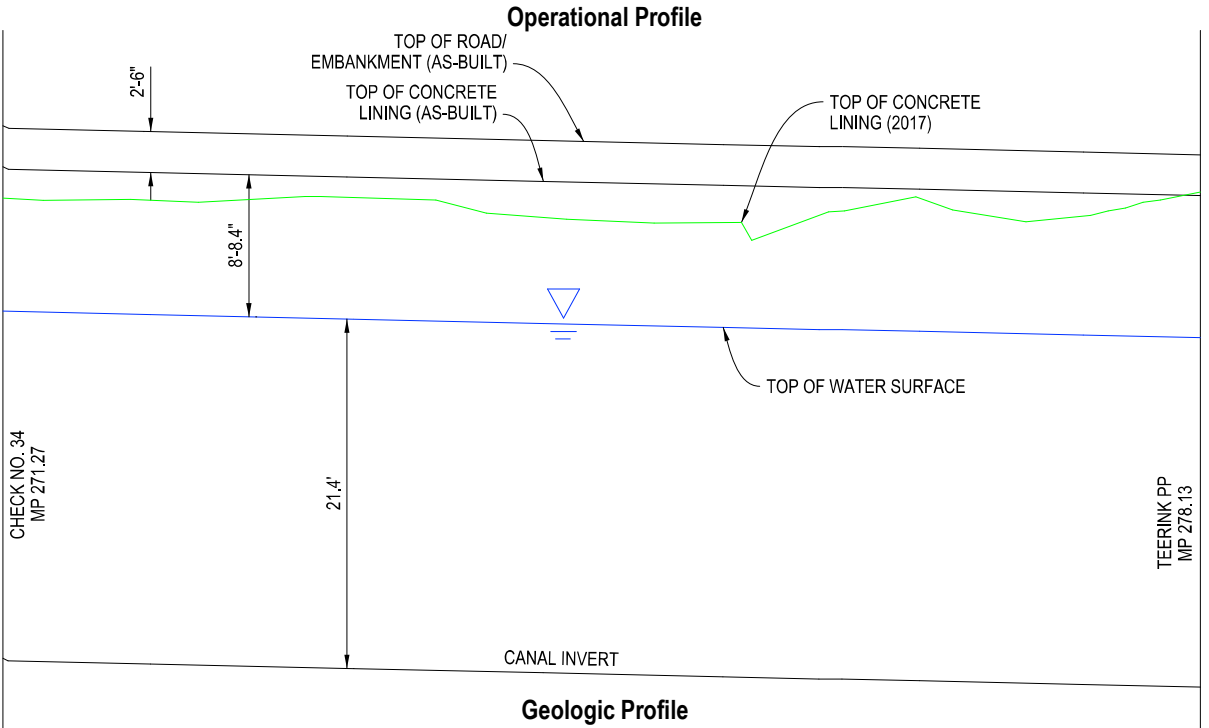 Operational Profile
TOP OF ROAD/
EMBANKMENT (AS-BUILT)
TOP OF CONCRETE
LINING (AS-BUILT)
TOP OF CONCRETE
LINING (2017)
2'-6"
8'-8.4"
TOP OF WATER SURFACE
CHECK NO. 34
MP 271.27
21.4'
TEERINK PP
MP 278.13
CANAL INVERT
Geologic Profile